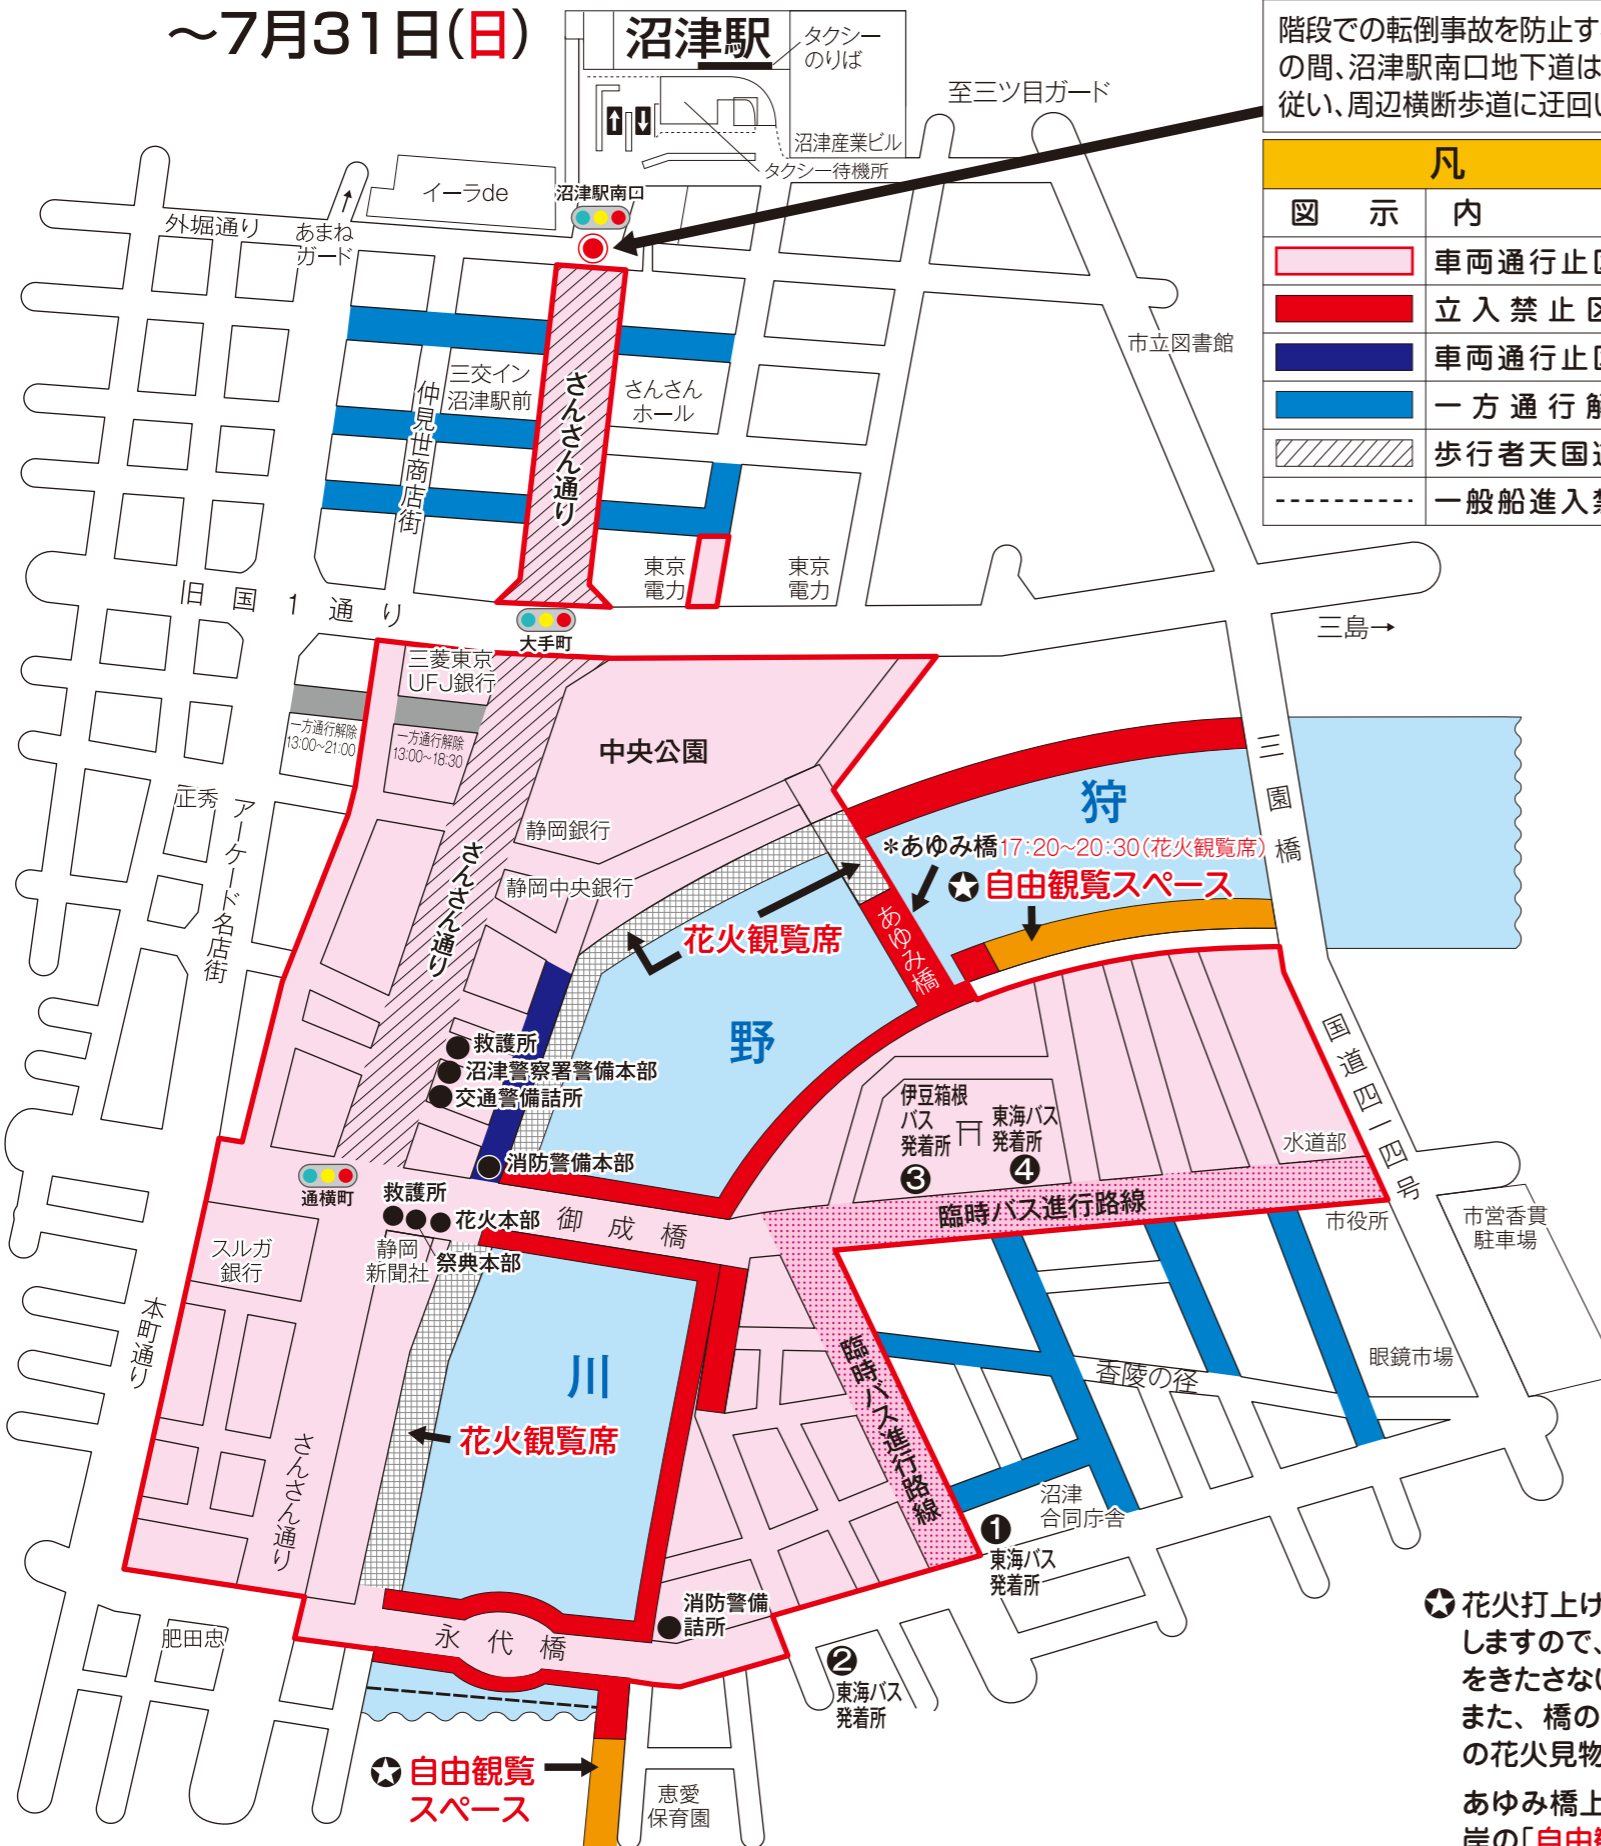 ～7月31日(日)
沼津駅
タクシー
のりば
至三ツ目ガード
沼津産業ビル
タクシー待機所
階段での転倒事故を防止す
の間、沼津駅南口地下道は
従い、周辺横断歩道に迂回し
凡
図 示
内
車両通行止区
立入禁止区
車両通行止区
一方通行解
歩行者天国
一般船進入禁
イーラde
沼津駅南口
外堀通り
あまね
ガード
市立図書館
三交イン
沼津駅前
さんさん
ホール
仲見世商店街
さんさん通り
東京
電力
東京
電力
旧国1通り
大手町
三島→
三菱東京
UFJ銀行
一方通行解除
13:00~21:00
一方通行解除
13:00~18:30
中央公園
三園橋
狩
正秀
アーケード名店街
静岡銀行
*あゆみ橋17:20~20:30(花火観覧席)
自由観覧スペース
静岡中央銀行
さんさん通り
花火観覧席
あゆみ橋
野
救護所
沼津警察署警備本部
交通警備詰所
国道四一四号
伊豆箱根
バス
発着所
3
東海バス
発着所
4
水道部
消防警備本部
通横町
救護所
花火本部
御成橋
臨時バス進行路線
市役所
市営香貫
駐車場
スルガ
銀行
静岡
新聞社
祭典本部
本町通り
川
臨時バス進行路線
香陵の径
眼鏡市場
花火観覧席
さんさん通り
沼津
合同庁舎
1
東海バス
発着所
消防警備
詰所
肥田忠
永代橋
2
東海バス
発着所
自由観覧
スペース
恵愛
保育園
花火打上げ
しますので、
をきたさない
また、橋の
の花火見物
あゆみ橋上
岸の「自由観